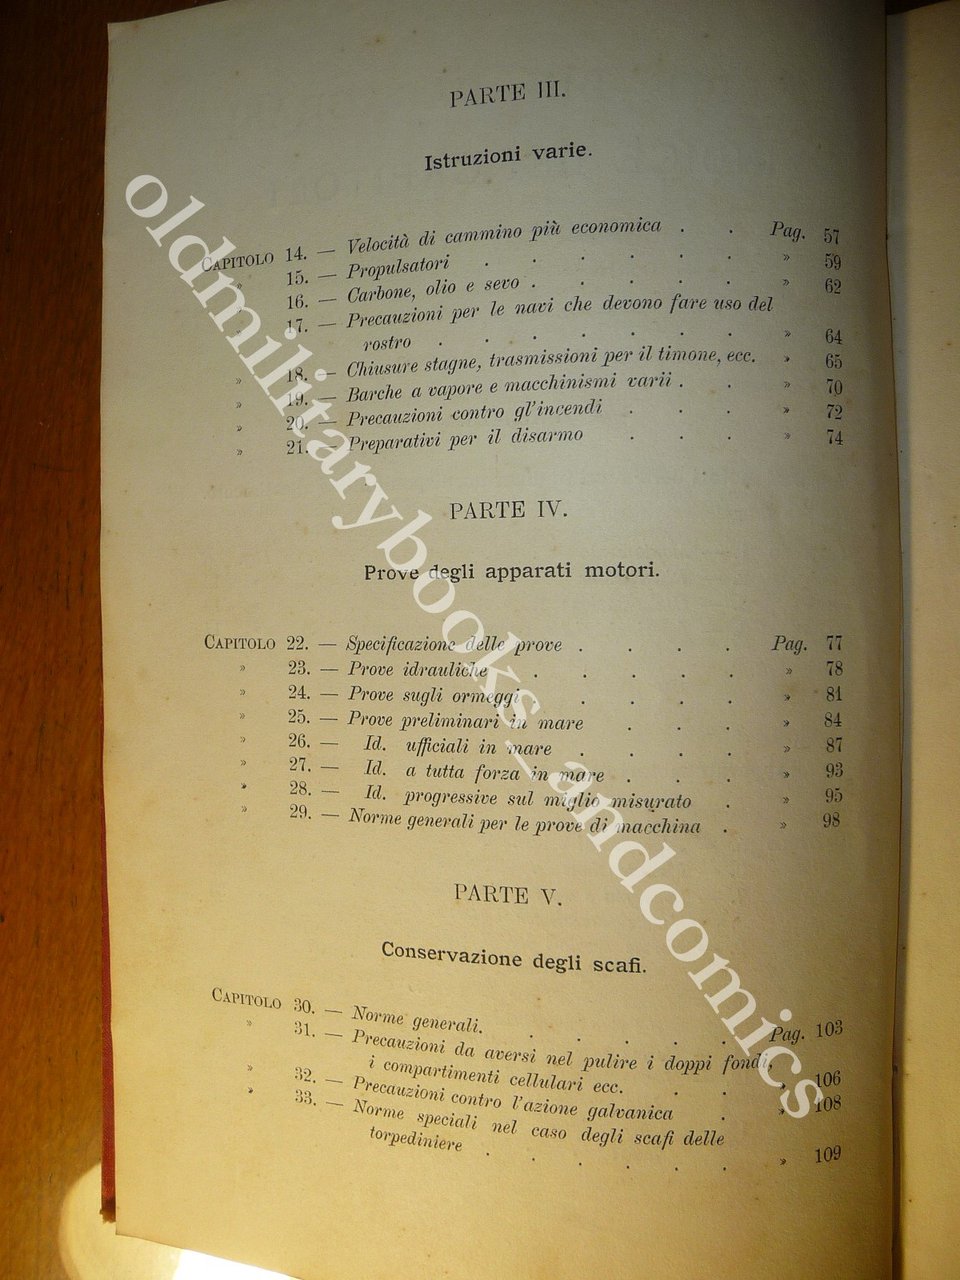 PARTE III.
Istruzioni varie.
CAPITOLO 14. — Velocità di cammino più economica . . Pag. 57
» 15. — Propulsatori . . . . . . » 59
» 16. — Carbone, olio e sevo . . . . . » 62
» 17. — Precauzioni per le navi che devono fare uso del
rostro . . . . . . . » 64
» 18. — Chiusure stagne, trasmissioni per il timone, ecc. » 65
» 19. — Barche a vapore e macchinismi varii . . » 70
» 20. — Precauzioni contro gl'incendi . . . » 72
» 21. — Preparativi per il disarmo . . . » 74
PARTE IV.
Prove degli apparati motori.
CAPITOLO 22. — Specificazione delle prove . . . . Pag. 77
» 23. — Prove idrauliche . . . . . » 78
» 24. — Prove sugli ormeggi . . . . » 81
» 25. — Prove preliminari in mare . . . » 84
» 26. — Id. ufficiali in mare . . . . » 87
» 27. — Id. a tutta forza in mare . . . » 93
» 28. — Id. progressive sul miglio misurato . » 95
» 29. — Norme generali per le prove di macchina . » 98
PARTE V.
Conservazione degli scafi.
CAPITOLO 30. — Norme generali. . . . . . Pag. 103
» 31. — Precauzioni da aversi nel pulire i doppi fondi,
i compartimenti cellulari ecc. . . » 106
» 32. — Precauzioni contro l'azione galvanica . » 108
» 33. — Norme speciali nel caso degli scafi delle
torpediniere . . . . . . » 109
oldmilitarybooks_andcomics